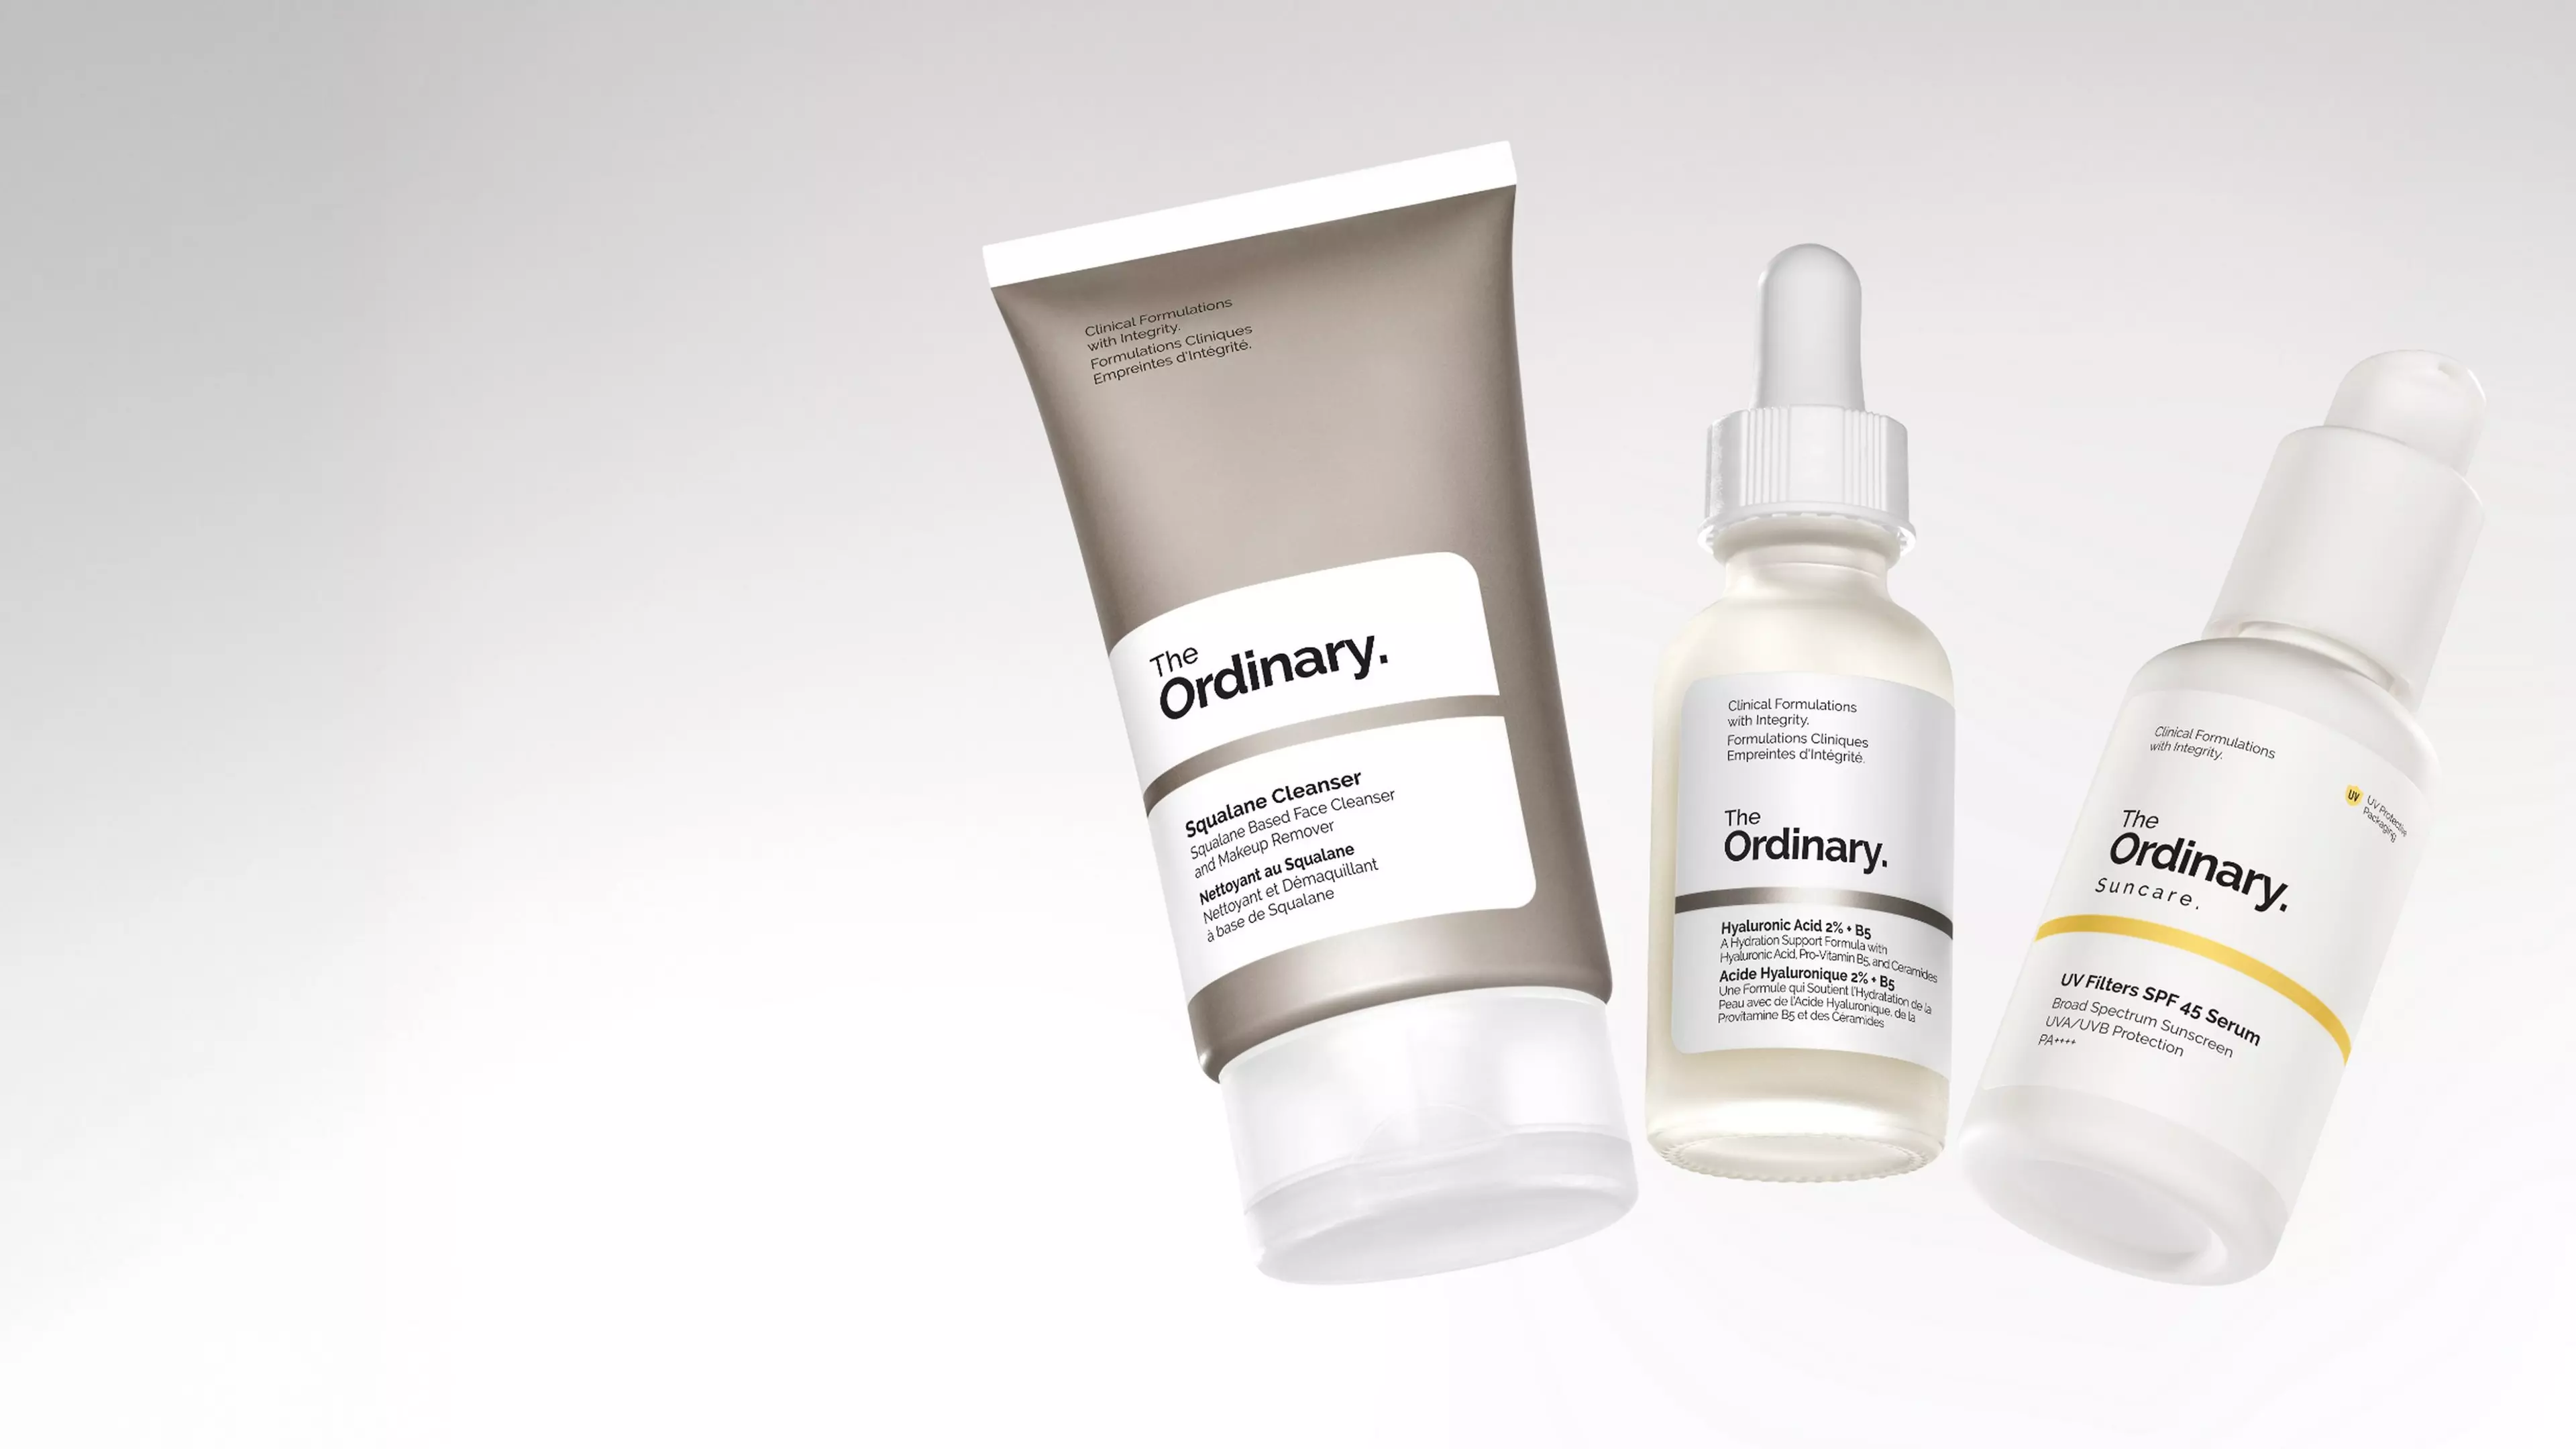 Clinical Formulations
with Integrity.
Formulations Cliniques
Empreintes d'Intégrité.
The
Ordinary.
Squalane Cleanser
Squalane Based Face Cleanser
and Makeup Remover
Nettoyant au Squalane
Nettoyant et Démaquillant
à base de Squalane
Clinical Formulations
with Integrity.
Formulations Cliniques
Empreintes d'Intégrité.
The
Ordinary.
Hyaluronic Acid 2% + B5
A Hydration Support Formula with
Hyaluronic Acid, Pro-Vitamin B5, and Ceramides
Acide Hyaluronique 2% + B5
Une Formule qui Soutient l'Hydratation de la
Peau avec de l'Acide Hyaluronique, de la
Provitamine B5 et des Céramides
Clinical Formulations
with Integrity.
UV
UV Protective
Packaging
The
Ordinary.
Suncare.
UV Filters SPF 45 Serum
Broad Spectrum Sunscreen
UVA/UVB Protection
PA++++